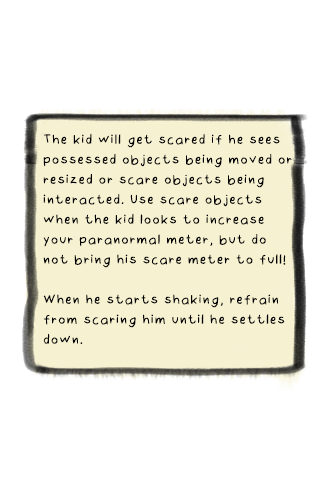 The kid will get scared if he sees
possessed objects being moved or
resized or scare objects being
interacted. Use scare objects
when the kid looks to increase
your paranormal meter, but do
not bring his scare meter to full!
When he starts shaking, refrain
from scaring him until he settles
down.